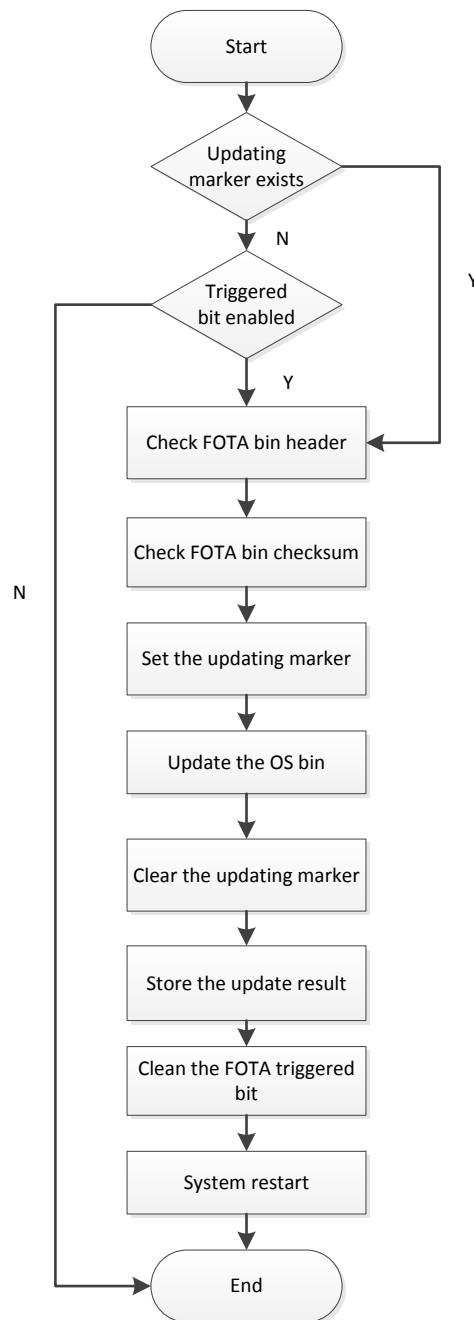 Start
Updating
marker exists
N
Y
Triggered
bit enabled
Y
Check FOTA bin header
Check FOTA bin checksum
N
Set the updating marker
Update the OS bin
Clear the updating marker
Store the update result
Clean the FOTA triggered
bit
System restart
End